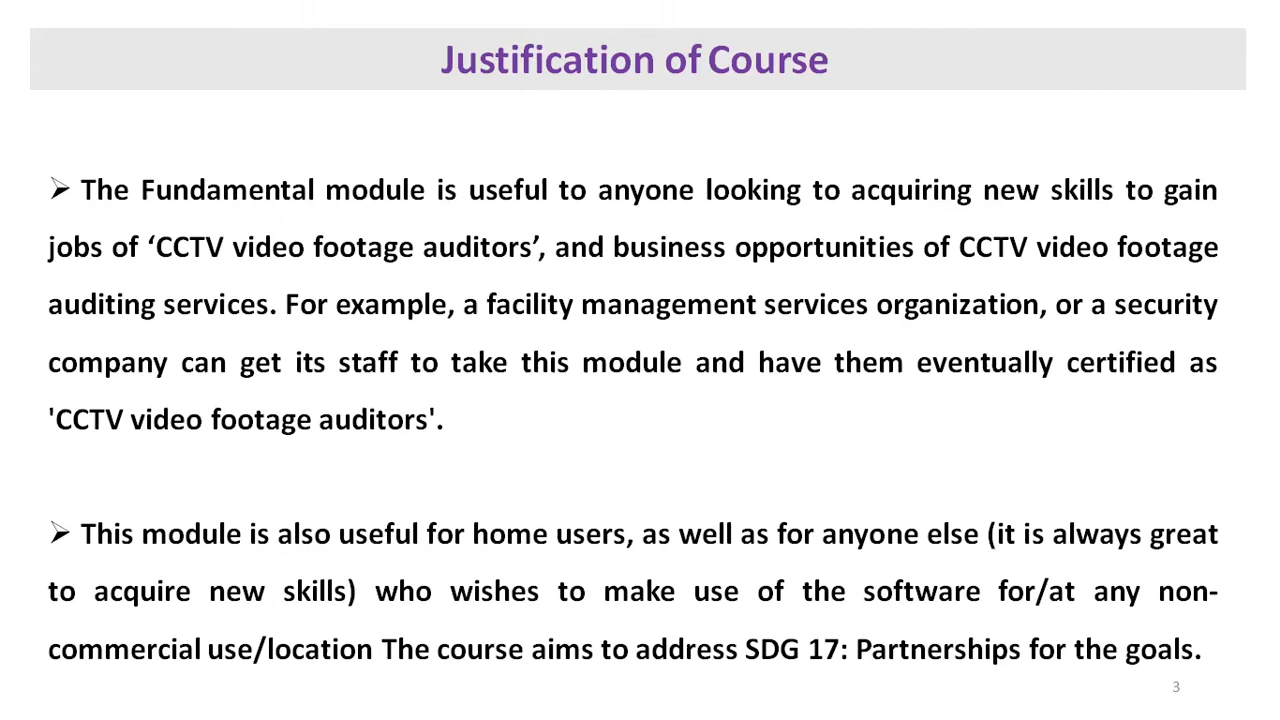 Justification of Course
➢ The Fundamental module is useful to anyone looking to acquiring new skills to gain
jobs of ‘CCTV video footage auditors’, and business opportunities of CCTV video footage
auditing services. For example, a facility management services organization, or a security
company can get its staff to take this module and have them eventually certified as
'CCTV video footage auditors'.
➢ This module is also useful for home users, as well as for anyone else (it is always great
to acquire new skills) who wishes to make use of the software for/at any non-
commercial use/location The course aims to address SDG 17: Partnerships for the goals.
3